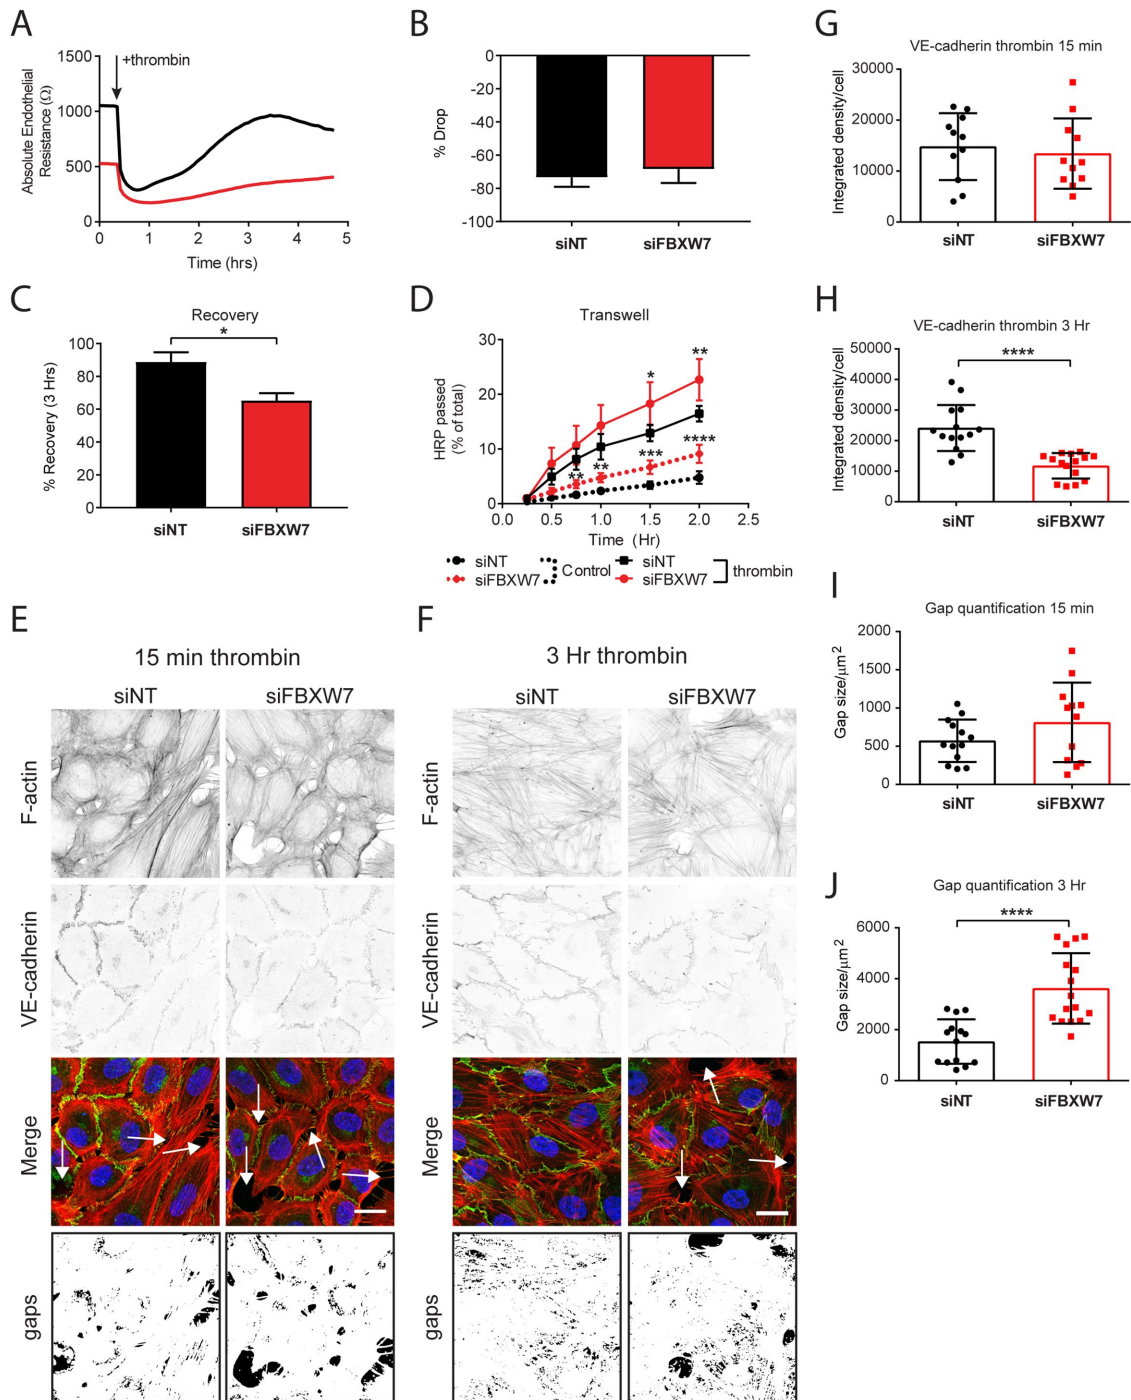 A
+thrombin
Absolute Endothelial
Resistance (Ω)
1500
1000
500
0
0 1 2 3 4 5
Time (hrs)
B
% Drop
0
-20
-40
-60
-80
-100
siNT siFBXW7
C
Recovery
*
% Recovery (3 Hrs)
100
80
60
40
20
0
siNT siFBXW7
D
Transwell
HRP passed
(% of total)
30
20
10
0
** ** *** ****
* **
0.0 0.5 1.0 1.5 2.0 2.5
Time (Hr)
siNT
siFBXW7
Control
siNT
siFBXW7
thrombin
E
15 min thrombin
siNT siFBXW7
F-actin
VE-cadherin
Merge
gaps
F
3 Hr thrombin
siNT siFBXW7
F-actin
VE-cadherin
Merge
gaps
G
VE-cadherin thrombin 15 min
Integrated density/cell
30000
20000
10000
0
siNT siFBXW7
H
VE-cadherin thrombin 3 Hr
****
Integrated density/cell
50000
40000
30000
20000
10000
0
siNT siFBXW7
I
Gap quantification 15 min
Gap size/μm²
2000
1500
1000
500
0
siNT siFBXW7
J
Gap quantification 3 Hr
****
Gap size/μm²
6000
4000
2000
0
siNT siFBXW7